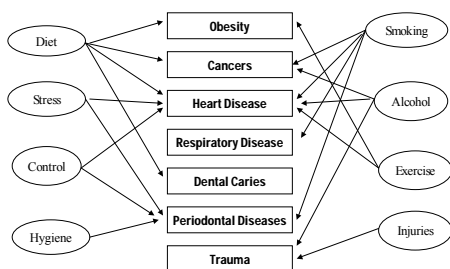 Diet
Stress
Control
Hygiene
Obesity
Cancers
Heart Disease
Respiratory Disease
Dental Caries
Periodontal Diseases
Trauma
Smoking
Alcohol
Exercise
Injuries